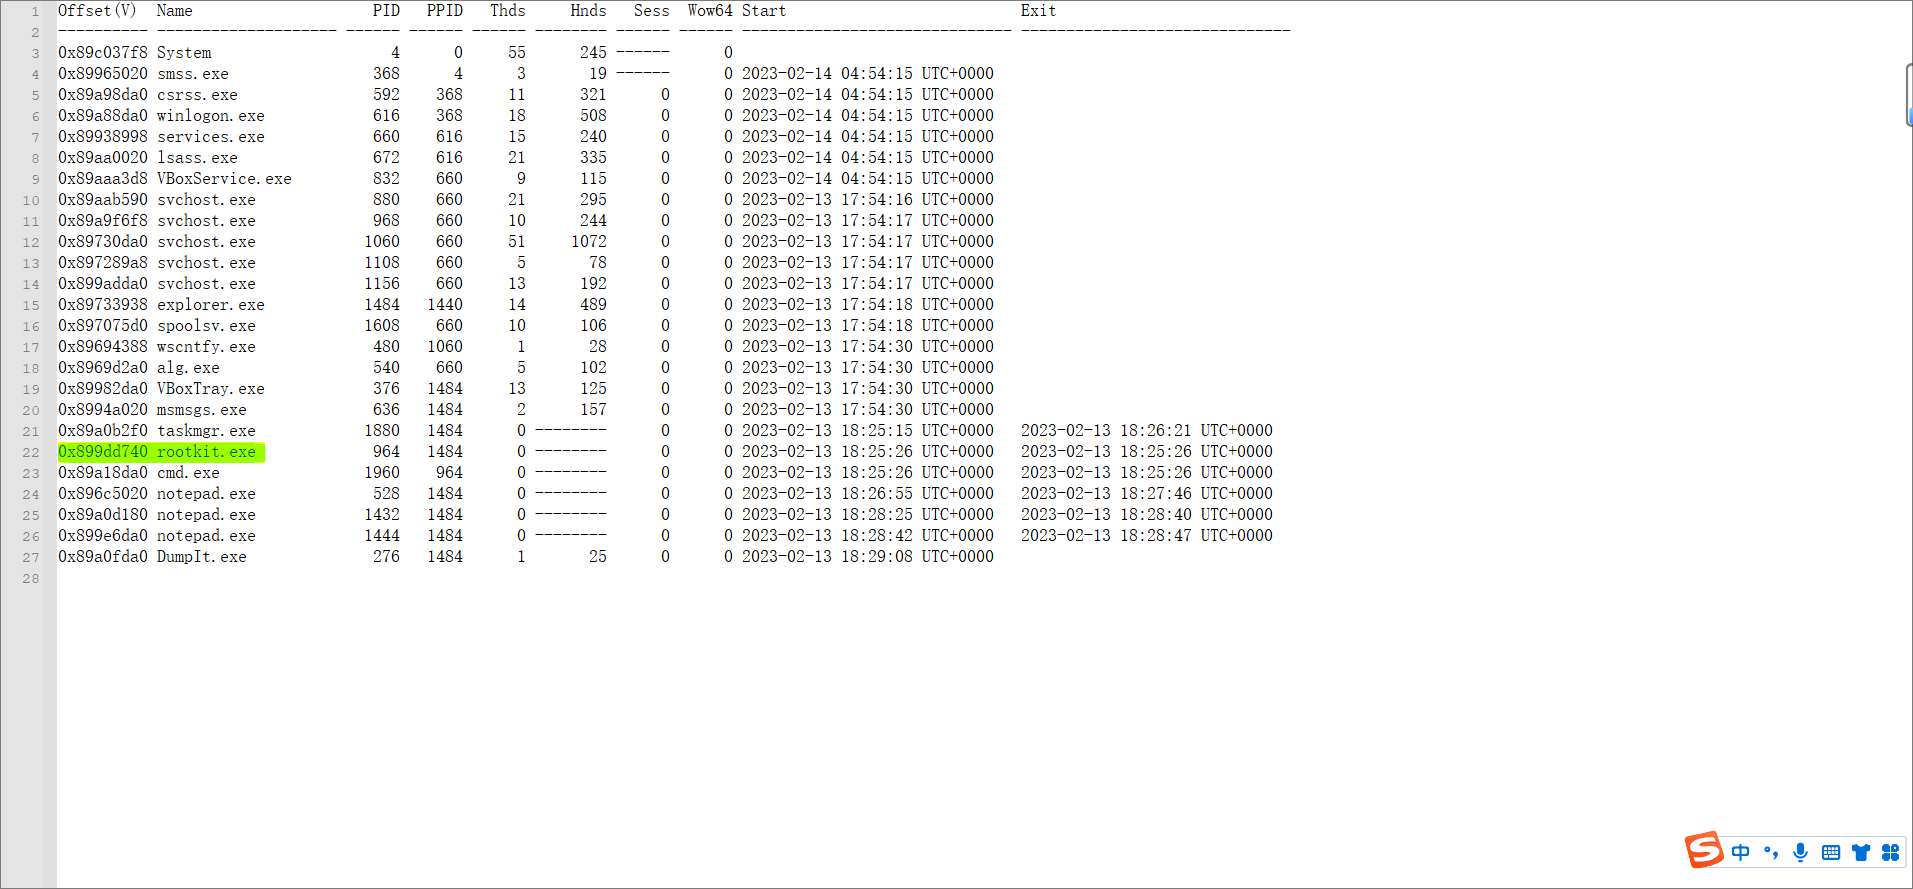 1 Offset(V)  Name                    PID   PPID   Thds     Hnds   Sess  Wow64 Start                          Exit
2 ---------- -------------------- ------ ------ ------ -------- ------ ------ ------------------------------ ------------------------------
3 0x89c037f8 System                    4      0     55      245 ------      0
4 0x89965020 smss.exe                368      4      3       19 ------      0 2023-02-14 04:54:15 UTC+0000
5 0x89a98da0 csrss.exe               592    368     11      321      0      0 2023-02-14 04:54:15 UTC+0000
6 0x89a88da0 winlogon.exe            616    368     18      508      0      0 2023-02-14 04:54:15 UTC+0000
7 0x89938998 services.exe            660    616     15      240      0      0 2023-02-14 04:54:15 UTC+0000
8 0x89aa0020 lsass.exe               672    616     21      335      0      0 2023-02-14 04:54:15 UTC+0000
9 0x89aaa3d8 VBoxService.exe         832    660      9      115      0      0 2023-02-14 04:54:15 UTC+0000
10 0x89aab590 svchost.exe             880    660     21      295      0      0 2023-02-13 17:54:16 UTC+0000
11 0x89a9f6f8 svchost.exe             968    660     10      244      0      0 2023-02-13 17:54:17 UTC+0000
12 0x89730da0 svchost.exe            1060    660     51     1072      0      0 2023-02-13 17:54:17 UTC+0000
13 0x897289a8 svchost.exe            1108    660      5       78      0      0 2023-02-13 17:54:17 UTC+0000
14 0x899adda0 svchost.exe            1156    660     13      192      0      0 2023-02-13 17:54:17 UTC+0000
15 0x89733938 explorer.exe           1484   1440     14      489      0      0 2023-02-13 17:54:18 UTC+0000
16 0x897075d0 spoolsv.exe            1608    660     10      106      0      0 2023-02-13 17:54:18 UTC+0000
17 0x89694388 wscntfy.exe             480   1060      1       28      0      0 2023-02-13 17:54:30 UTC+0000
18 0x8969d2a0 alg.exe                 540    660      5      102      0      0 2023-02-13 17:54:30 UTC+0000
19 0x89982da0 VBoxTray.exe            376   1484     13      125      0      0 2023-02-13 17:54:30 UTC+0000
20 0x8994a020 msmsgs.exe              636   1484      2      157      0      0 2023-02-13 17:54:30 UTC+0000
21 0x89a0b2f0 taskmgr.exe            1880   1484      0 --------      0      0 2023-02-13 18:25:15 UTC+0000   2023-02-13 18:26:21 UTC+0000
22 0x899dd740 rootkit.exe             964   1484      0 --------      0      0 2023-02-13 18:25:26 UTC+0000   2023-02-13 18:25:26 UTC+0000
23 0x89a18da0 cmd.exe                1960    964      0 --------      0      0 2023-02-13 18:25:26 UTC+0000   2023-02-13 18:25:26 UTC+0000
24 0x896c5020 notepad.exe             528   1484      0 --------      0      0 2023-02-13 18:26:55 UTC+0000   2023-02-13 18:27:46 UTC+0000
25 0x89a0d180 notepad.exe            1432   1484      0 --------      0      0 2023-02-13 18:28:25 UTC+0000   2023-02-13 18:28:40 UTC+0000
26 0x899e6da0 notepad.exe            1444   1484      0 --------      0      0 2023-02-13 18:28:42 UTC+0000   2023-02-13 18:28:47 UTC+0000
27 0x89a0fda0 DumpIt.exe              276   1484      1       25      0      0 2023-02-13 18:29:08 UTC+0000
28
S 中 °，